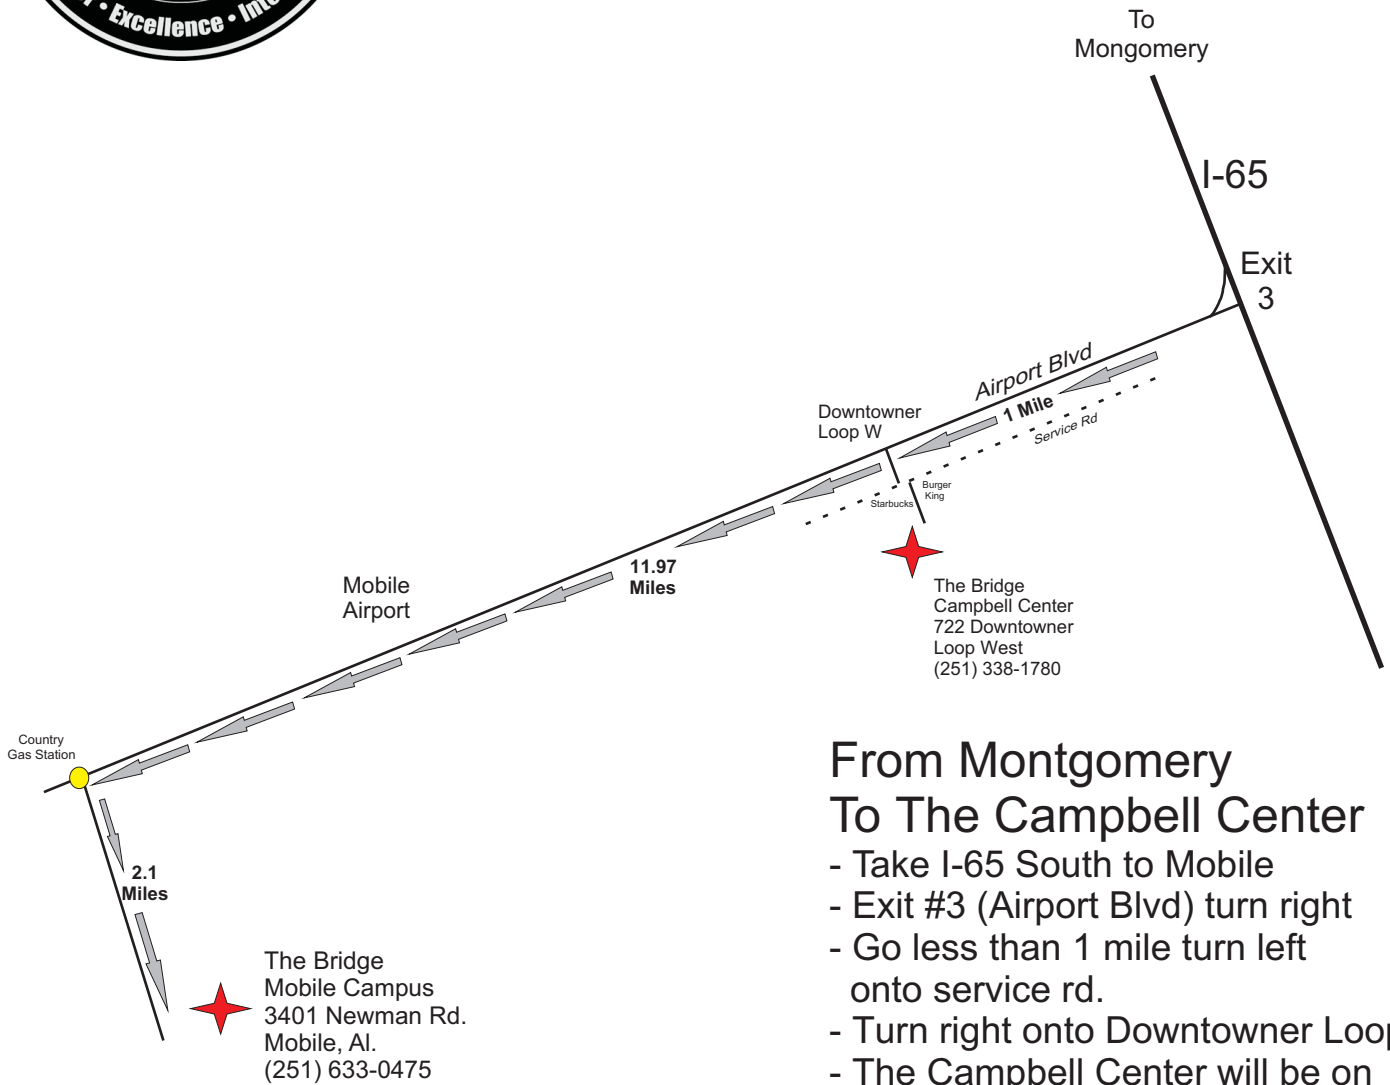 • Excellence •
To
Mongomery
I-65
Exit
3
Airport Blvd
1 Mile
Service Rd
Downtowner
Loop W
Burger
King
Starbucks
11.97
Miles
Mobile
Airport
The Bridge
Campbell Center
722 Downtowner
Loop West
(251) 338-1780
Country
Gas Station
2.1
Miles
The Bridge
Mobile Campus
3401 Newman Rd.
Mobile, Al.
(251) 633-0475
From Montgomery
To The Campbell Center
- Take I-65 South to Mobile
- Exit #3 (Airport Blvd) turn right
- Go less than 1 mile turn left
onto service rd.
- Turn right onto Downtowner Loop
- The Campbell Center will be on